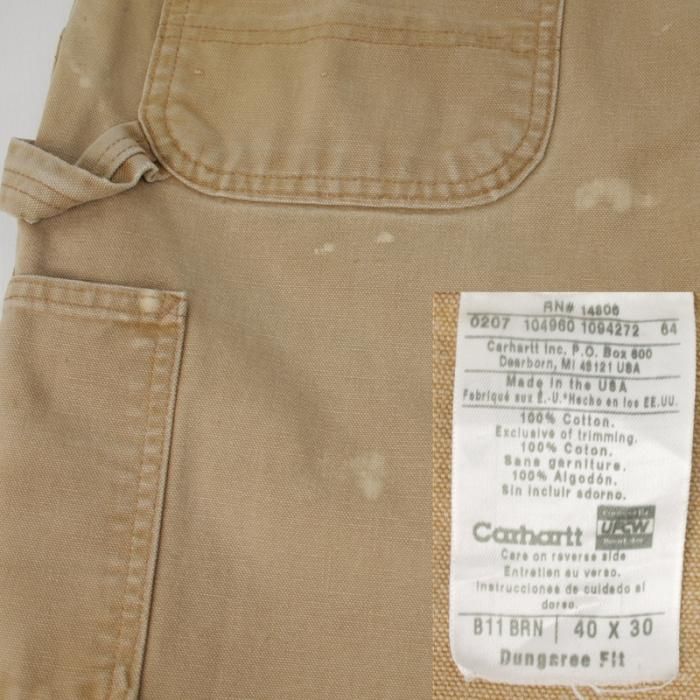 RN# 14806
0207 104960 1094272 64
Carhartt Inc. P.O. Box 600
Dearborn, MI 48121 USA
Made in the USA
Fabriqué aux É.-U.*Hecho en los EE.UU.
100% Cotton.
Exclusive of trimming.
100% Coton.
Sans garniture.
100% Algodón.
Sin incluir adorno.
UFCW
Carhartt
Care on reverse side
Entretien au verso.
Instrucciones de cuidado al
dorso.
B11 BRN | 40 X 30
Dungaree Fit